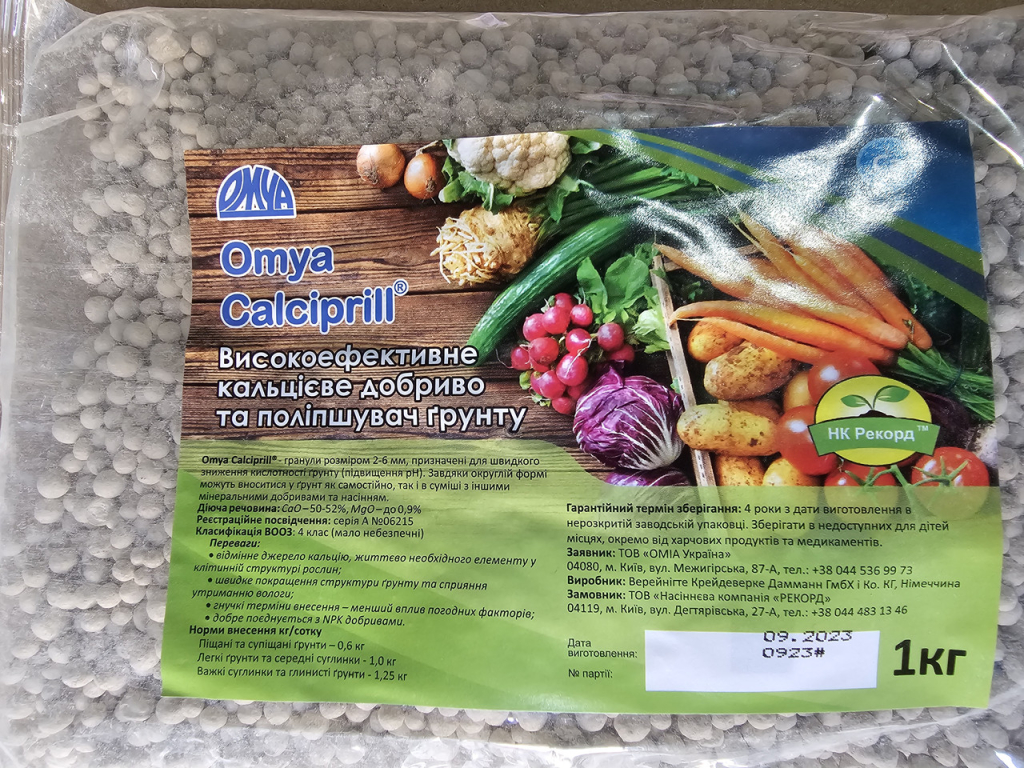 OMYA
Omya
Calciprill®
Високоефективне
кальцієве добриво
та поліпшувач ґрунту
Omya Calciprill® - гранули розміром 2-6 мм, призначені для швидкого
зниження кислотності ґрунту (підвищення pH). Завдяки округлій формі
можуть вноситися у ґрунт як самостійно, так і в суміші з іншими
мінеральними добривами та насінням.
Діюча речовина: CaO – 50-52%, MgO – до 0,9%
Реєстраційне посвідчення: серія А №06215
Класифікація ВООЗ: 4 клас (мало небезпечні)
Переваги:
• відмінне джерело кальцію, життєво необхідного елементу у
клітинній структурі рослин;
• швидке покращення структури ґрунту та сприяння
утриманню вологи;
• гнучкі терміни внесення – менший вплив погодних факторів;
• добре поєднується з NPK добривами.
Норми внесення кг/сотку
Піщані та супіщані ґрунти – 0,6 кг
Легкі ґрунти та середні суглинки - 1,0 кг
Важкі суглинки та глинисті ґрунти - 1,25 кг
НК Рекорд™
Гарантійний термін зберігання: 4 роки з дати виготовлення в
нерозкритій заводській упаковці. Зберігати в недоступних для дітей
місцях, окремо від харчових продуктів та медикаментів.
Заявник: ТОВ «ОМІА Україна»
04080, м. Київ, вул. Межигірська, 87-А, тел.: +38 044 536 99 73
Виробник: Верейнігте Крейдеверке Дамманн ГмбХ і Ко. КГ, Німеччина
Замовник: ТОВ «Насіннєва компанія «РЕКОРД»
04119, м. Київ, вул. Дегтярівська, 27-А, тел.: +38 044 483 13 46
Дата
виготовлення:
09.2023
0923#
№ партії:
1кг